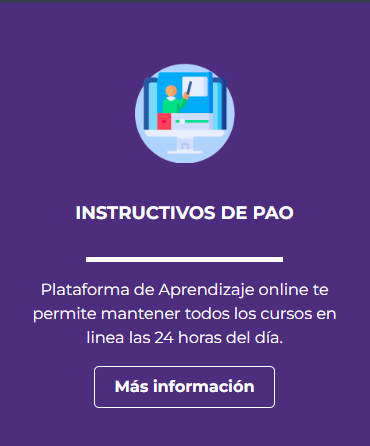 INSTRUCTIVOS DE PAO
Plataforma de Aprendizaje online te
permite mantener todos los cursos en
linea las 24 horas del día.
Más información